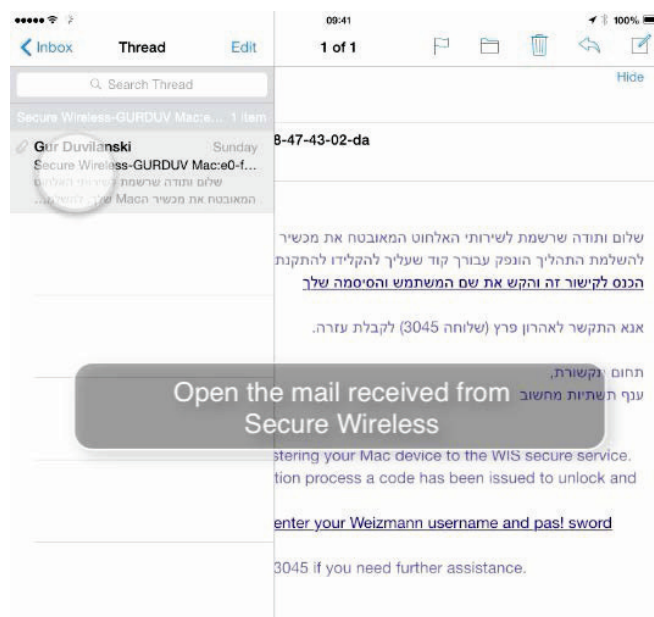 09:41
100%
Inbox
Thread
Edit
1 of 1
Search Thread
Hide
Secure Wireless-GURDUV Mac:e... 1 item
Gur Duvilanski
Sunday
Secure Wireless-GURDUV Mac:e0-f...
שלום ותודה שרשמת לשירותי האלחוט
המאובטח את מכשיר הMac שלך. להשלמ...
8-47-43-02-da
שלום ותודה שרשמת לשירותי האלחוט המאובטח את מכשיר
להשלמת התהליך הונפק עבורך קוד שעליך להקלידו להתקנת
הכנס לקישור זה והקש את שם המשתמש והסיסמה שלך
אנא התקשר לאהרון פרץ (שלוחה 3045) לקבלת עזרה.
תחום תקשורת,
ענף תשתיות מחשוב
Open the mail received from
Secure Wireless
stering your Mac device to the WIS secure service.
tion process a code has been issued to unlock and
enter your Weizmann username and pas! sword
3045 if you need further assistance.